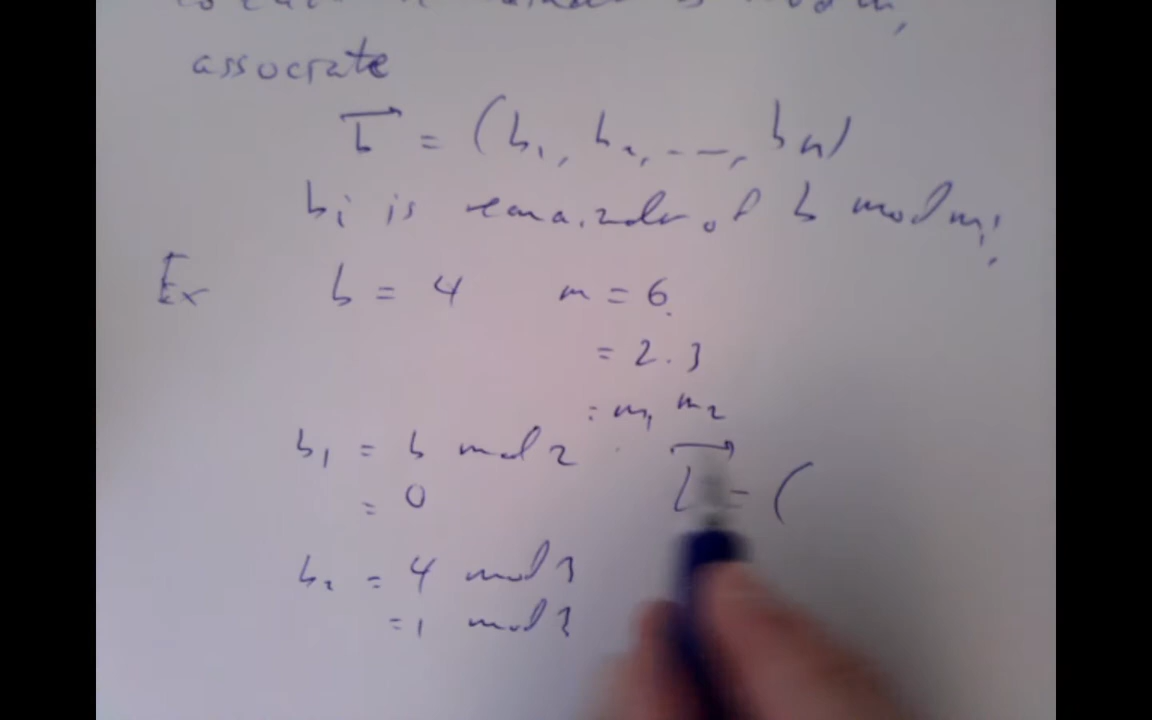 associate
b⃗ = (b₁, b₂, ..., bₙ)
bᵢ is remainder of b mod mᵢ
Ex b = 4 m = 6
= 2 · 3
= m₁ m₂
b₁ = b mod 2
= 0
b⃗ = (
b₂ = 4 mod 3
= 1 mod 3